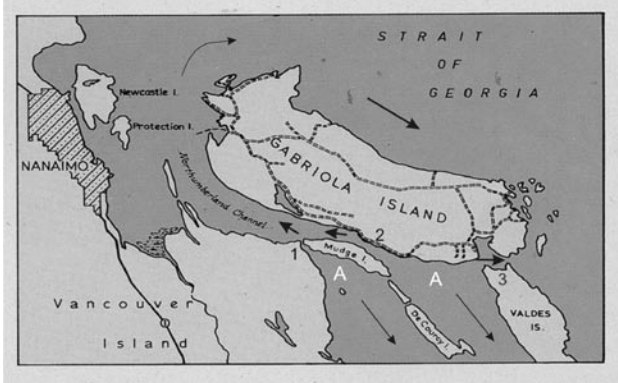 STRAIT
OF
GEORGIA
Newcastle I.
Protection I.
NANAIMO
GABRIOLA
ISLAND
Northumberland Channel
2
Mudge I.
1
A
A
3
De Courcy I.
VALDES
IS.
Vancouver
Island